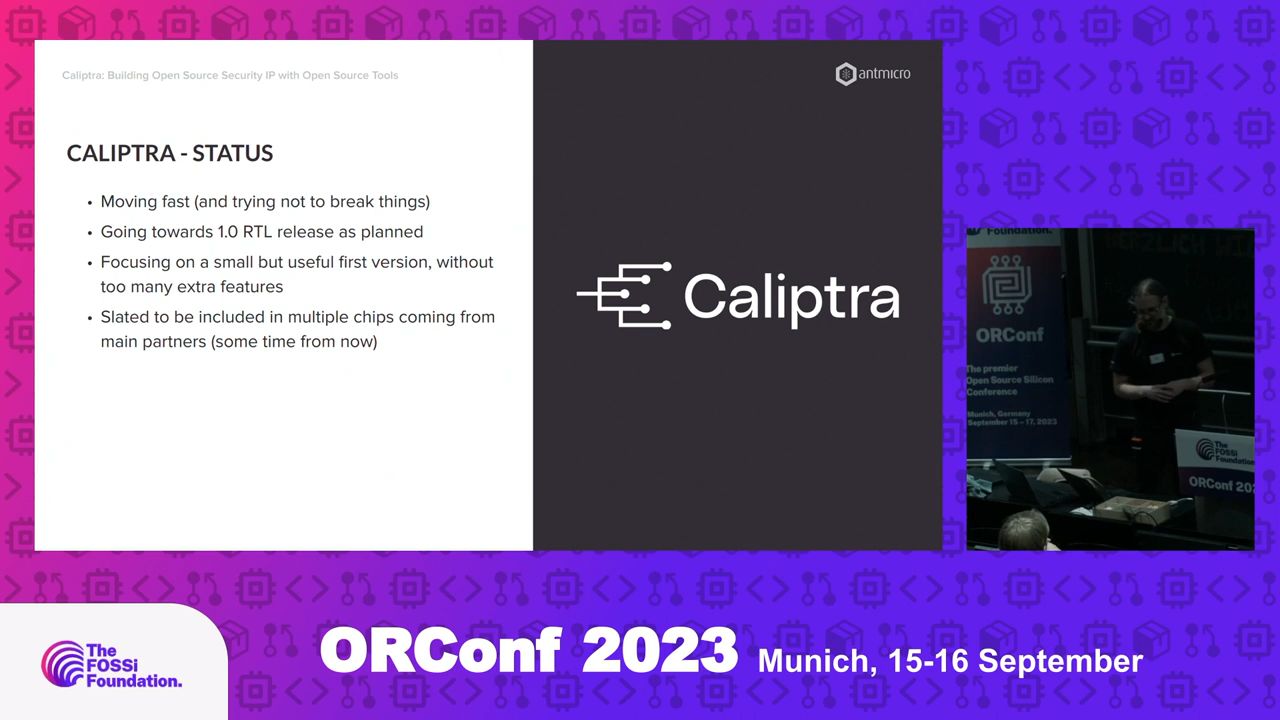 Caliptra: Building Open Source Security IP with Open Source Tools
antmicro
CALIPTRA - STATUS
• Moving fast (and trying not to break things)
• Going towards 1.0 RTL release as planned
• Focusing on a small but useful first version, without
too many extra features
• Slated to be included in multiple chips coming from
main partners (some time from now)
Caliptra
Foundation.
ORConf
The premier
Open Source Silicon
Conference
Munich, Germany
September 15 – 17, 2023
The
FOSSi
Foundation
ORConf 202
The
FOSSi
Foundation.
ORConf 2023
Munich, 15-16 September